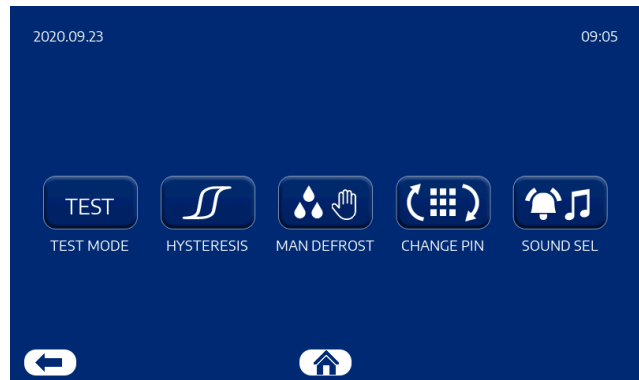 2020.09.23 09:05
TEST
TEST MODE HYSTERESIS MAN DEFROST CHANGE PIN SOUND SEL